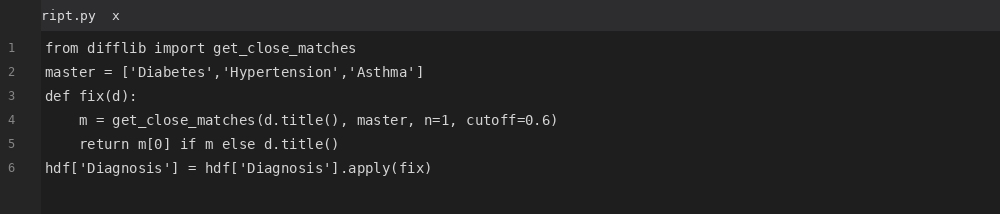 ript.py x
1 from difflib import get_close_matches
2 master = ['Diabetes','Hypertension','Asthma']
3 def fix(d):
4     m = get_close_matches(d.title(), master, n=1, cutoff=0.6)
5     return m[0] if m else d.title()
6 hdf['Diagnosis'] = hdf['Diagnosis'].apply(fix)